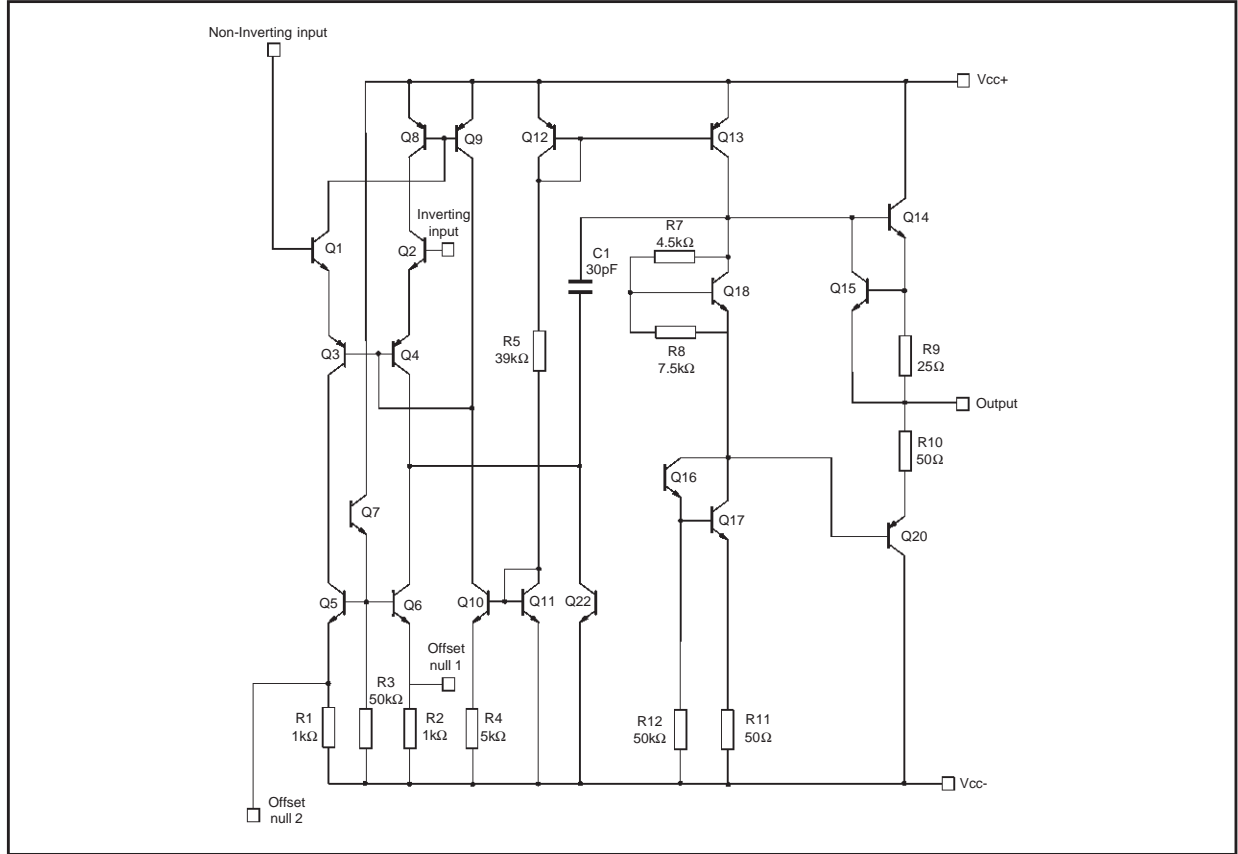 Non-Inverting input
Vcc+
Q8
Q9
Q12
Q13
Q14
Inverting
input
Q1
Q2
R7
4.5kΩ
C1
30pF
Q18
Q15
Q3
Q4
R5
39kΩ
R8
7.5kΩ
R9
25Ω
Output
R10
50Ω
Q16
Q7
Q17
Q20
Q5
Q6
Q10
Q11
Q22
Offset
null 1
R3
50kΩ
R1
1kΩ
R2
1kΩ
R4
5kΩ
R12
50kΩ
R11
50Ω
Vcc-
Offset
null 2